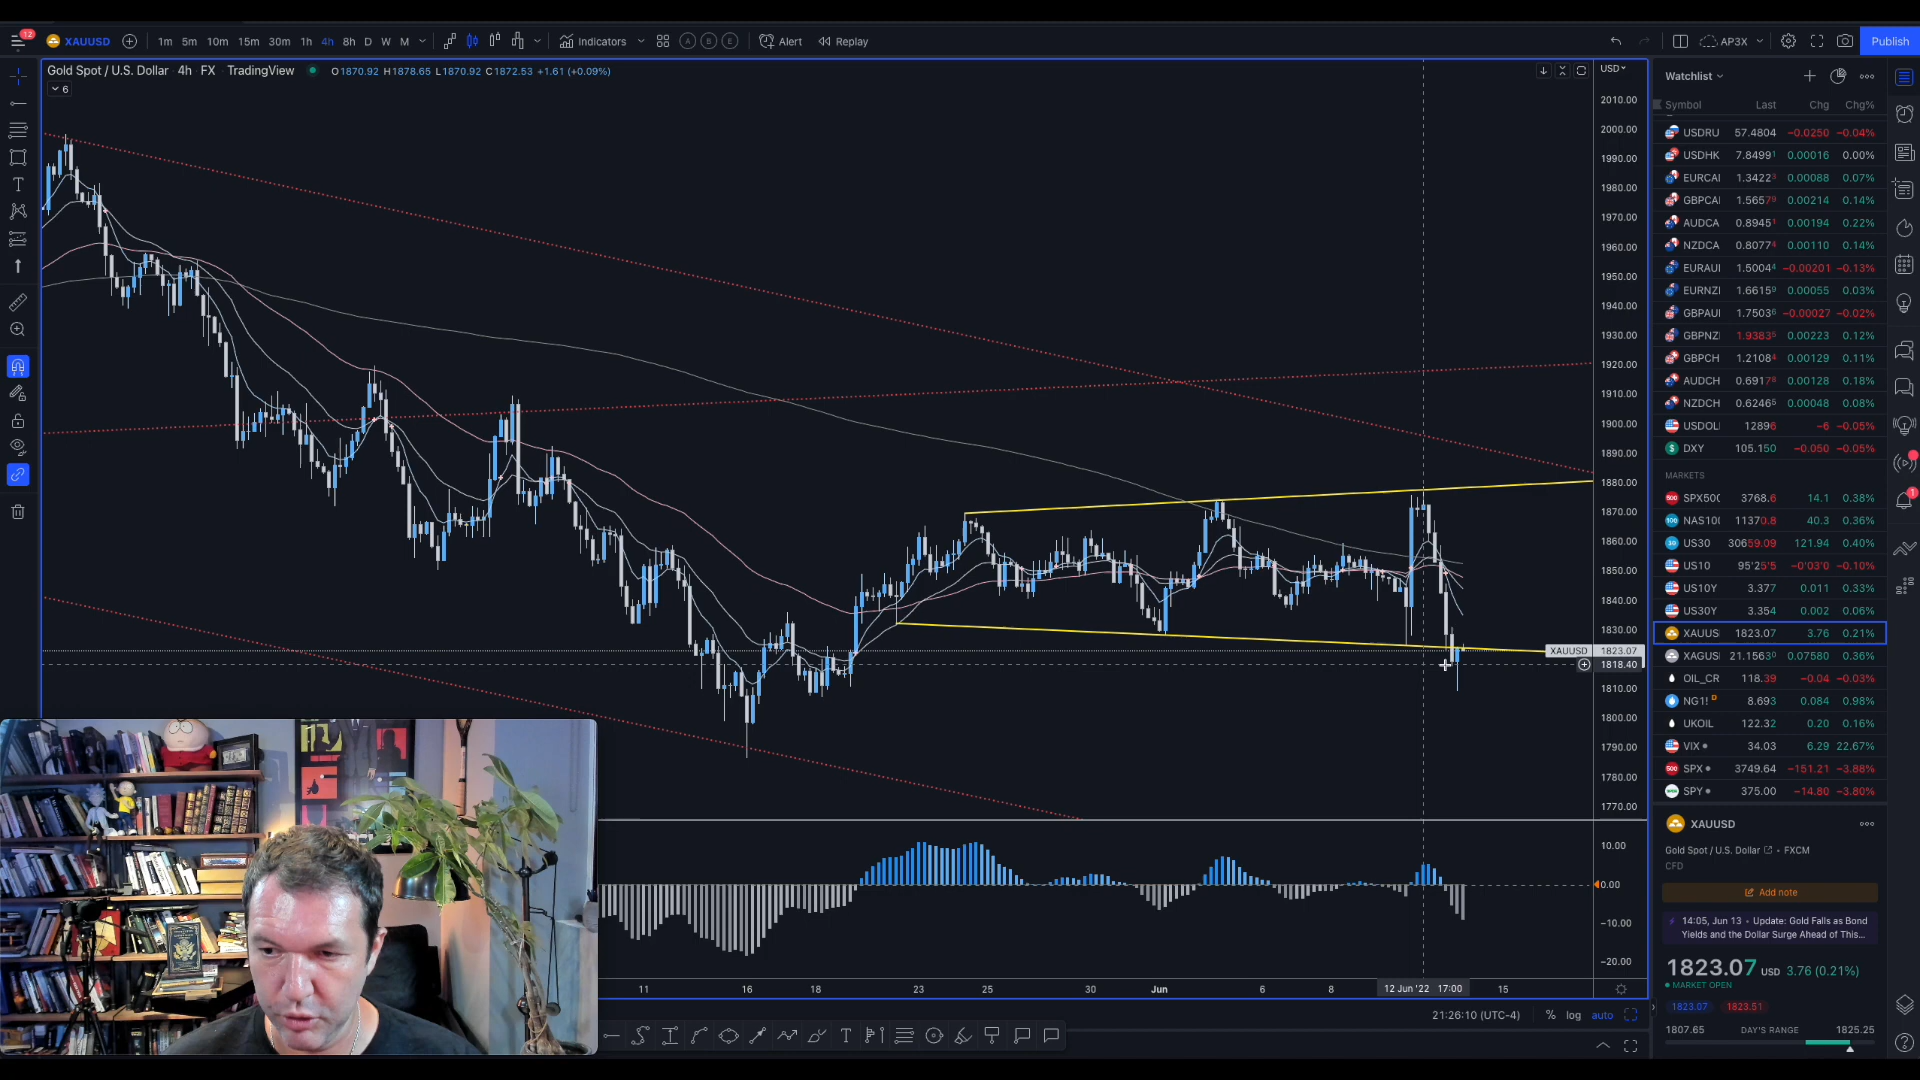 12
XAUUSD
1m 5m 10m 15m 30m 1h 4h 8h D W M
Indicators
A B E
Alert
Replay
AP3X
Publish
Gold Spot / U.S. Dollar 4h FX TradingView
O1870.92 H1878.65 L1870.92 C1872.53 +1.61 (+0.09%)
6
USD
2010.00
2000.00
1990.00
1980.00
1970.00
1960.00
1950.00
1940.00
1930.00
1920.00
1910.00
1900.00
1890.00
1880.00
1870.00
1860.00
1850.00
1840.00
1830.00
XAUUSD 1823.07
1818.40
1810.00
1800.00
1790.00
1780.00
1770.00
10.00
0.00
−10.00
−20.00
11 16 18 23 25 30 Jun 6 8 12 Jun '22 17:00 15
21:26:10 (UTC-4) % log auto
Watchlist
Symbol Last Chg Chg%
USDRU 57.4804 −0.0250 −0.04%
USDHK 7.84991 0.00016 0.00%
EURCAI 1.3422 0.00088 0.07%
GBPCAI 1.5657 0.00214 0.14%
AUDCA 0.8945 0.00194 0.22%
NZDCA 0.8077 0.00110 0.14%
EURAUI 1.5004 −0.00201 −0.13%
EURNZI 1.6615 0.00055 0.03%
GBPAUI 1.7503 −0.00027 −0.02%
GBPNZI 1.9383 0.00223 0.12%
GBPCH 1.2108 0.00129 0.11%
AUDCH 0.6917 0.00128 0.18%
NZDCH 0.6246 0.00048 0.08%
USDOLI 12896 −6 −0.05%
DXY 105.150 −0.050 −0.05%
MARKETS
SPX500 3768.6 14.1 0.38%
NAS100 11370.8 40.3 0.36%
US30 30659.09 121.94 0.40%
US10 95'25'5 −0'03'0 −0.10%
US10Y 3.377 0.011 0.33%
US30Y 3.354 0.002 0.06%
XAUUS 1823.07 3.76 0.21%
XAGUS 21.1563 0.07580 0.36%
OIL_CR 118.39 −0.04 −0.03%
NG1! D 8.693 0.084 0.98%
UKOIL 122.32 0.20 0.16%
VIX 34.03 6.29 22.67%
SPX 3749.64 −151.21 −3.88%
SPY 375.00 −14.80 −3.80%
XAUUSD
Gold Spot / U.S. Dollar • FXCM
CFD
Add note
14:05, Jun 13 • Update: Gold Falls as Bond
Yields and the Dollar Surge Ahead of This...
1823.07 USD 3.76 (0.21%)
MARKET OPEN
1823.07 1823.51
1807.65 DAY'S RANGE 1825.25